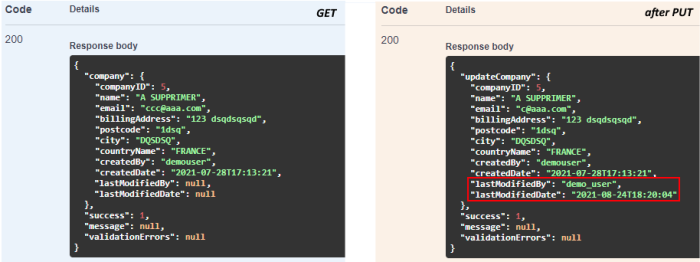 Code Details GET
200
Response body
{
"company": {
"companyID": 5,
"name": "A SUPPRIMER",
"email": "ccc@aaa.com",
"billingAddress": "123 dsqdsqsqd",
"postcode": "1dsq",
"city": "DQSDSQ",
"countryName": "FRANCE",
"createdBy": "demouser",
"createdDate": "2021-07-28T17:13:21",
"lastModifiedBy": null,
"lastModifiedDate": null
},
"success": 1,
"message": null,
"validationErrors": null
}
Code Details after PUT
200
Response body
{
"updateCompany": {
"companyID": 5,
"name": "A SUPPRIMER",
"email": "c@aaa.com",
"billingAddress": "123 dsqdsqsqd",
"postcode": "1dsq",
"city": "DQSDSQ",
"countryName": "FRANCE",
"createdBy": "demouser",
"createdDate": "2021-07-28T17:13:21",
"lastModifiedBy": "demo_user",
"lastModifiedDate": "2021-08-24T18:20:04"
},
"success": 1,
"message": null,
"validationErrors": null
}